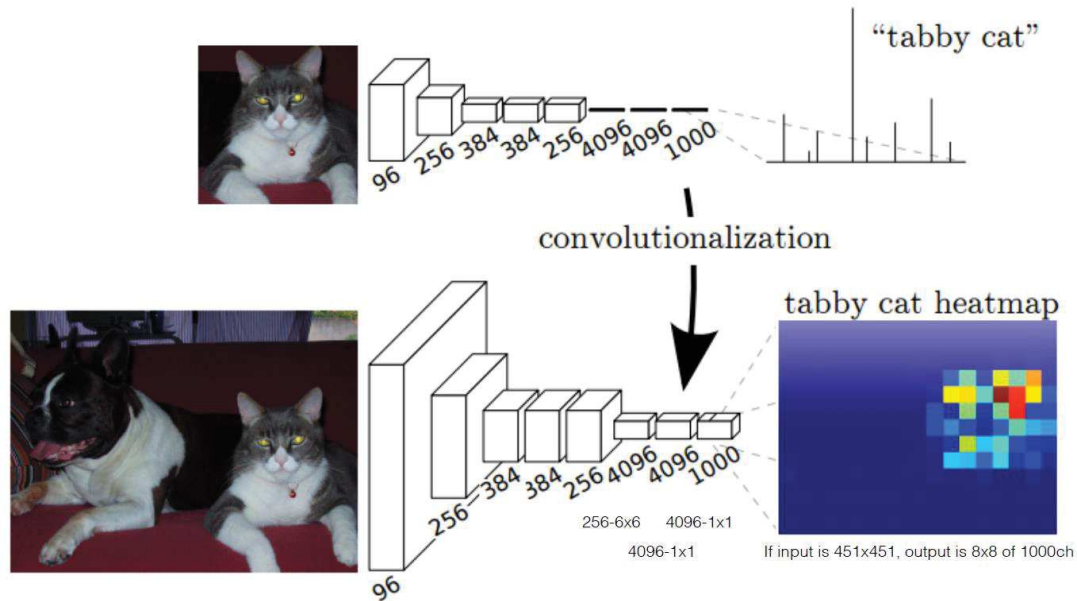 “tabby cat”
96
256
384
384
256
4096
4096
1000
convolutionalization
tabby cat heatmap
96
256
384
384
256
4096
4096
1000
256-6x6 4096-1x1
4096-1x1
If input is 451x451, output is 8x8 of 1000ch